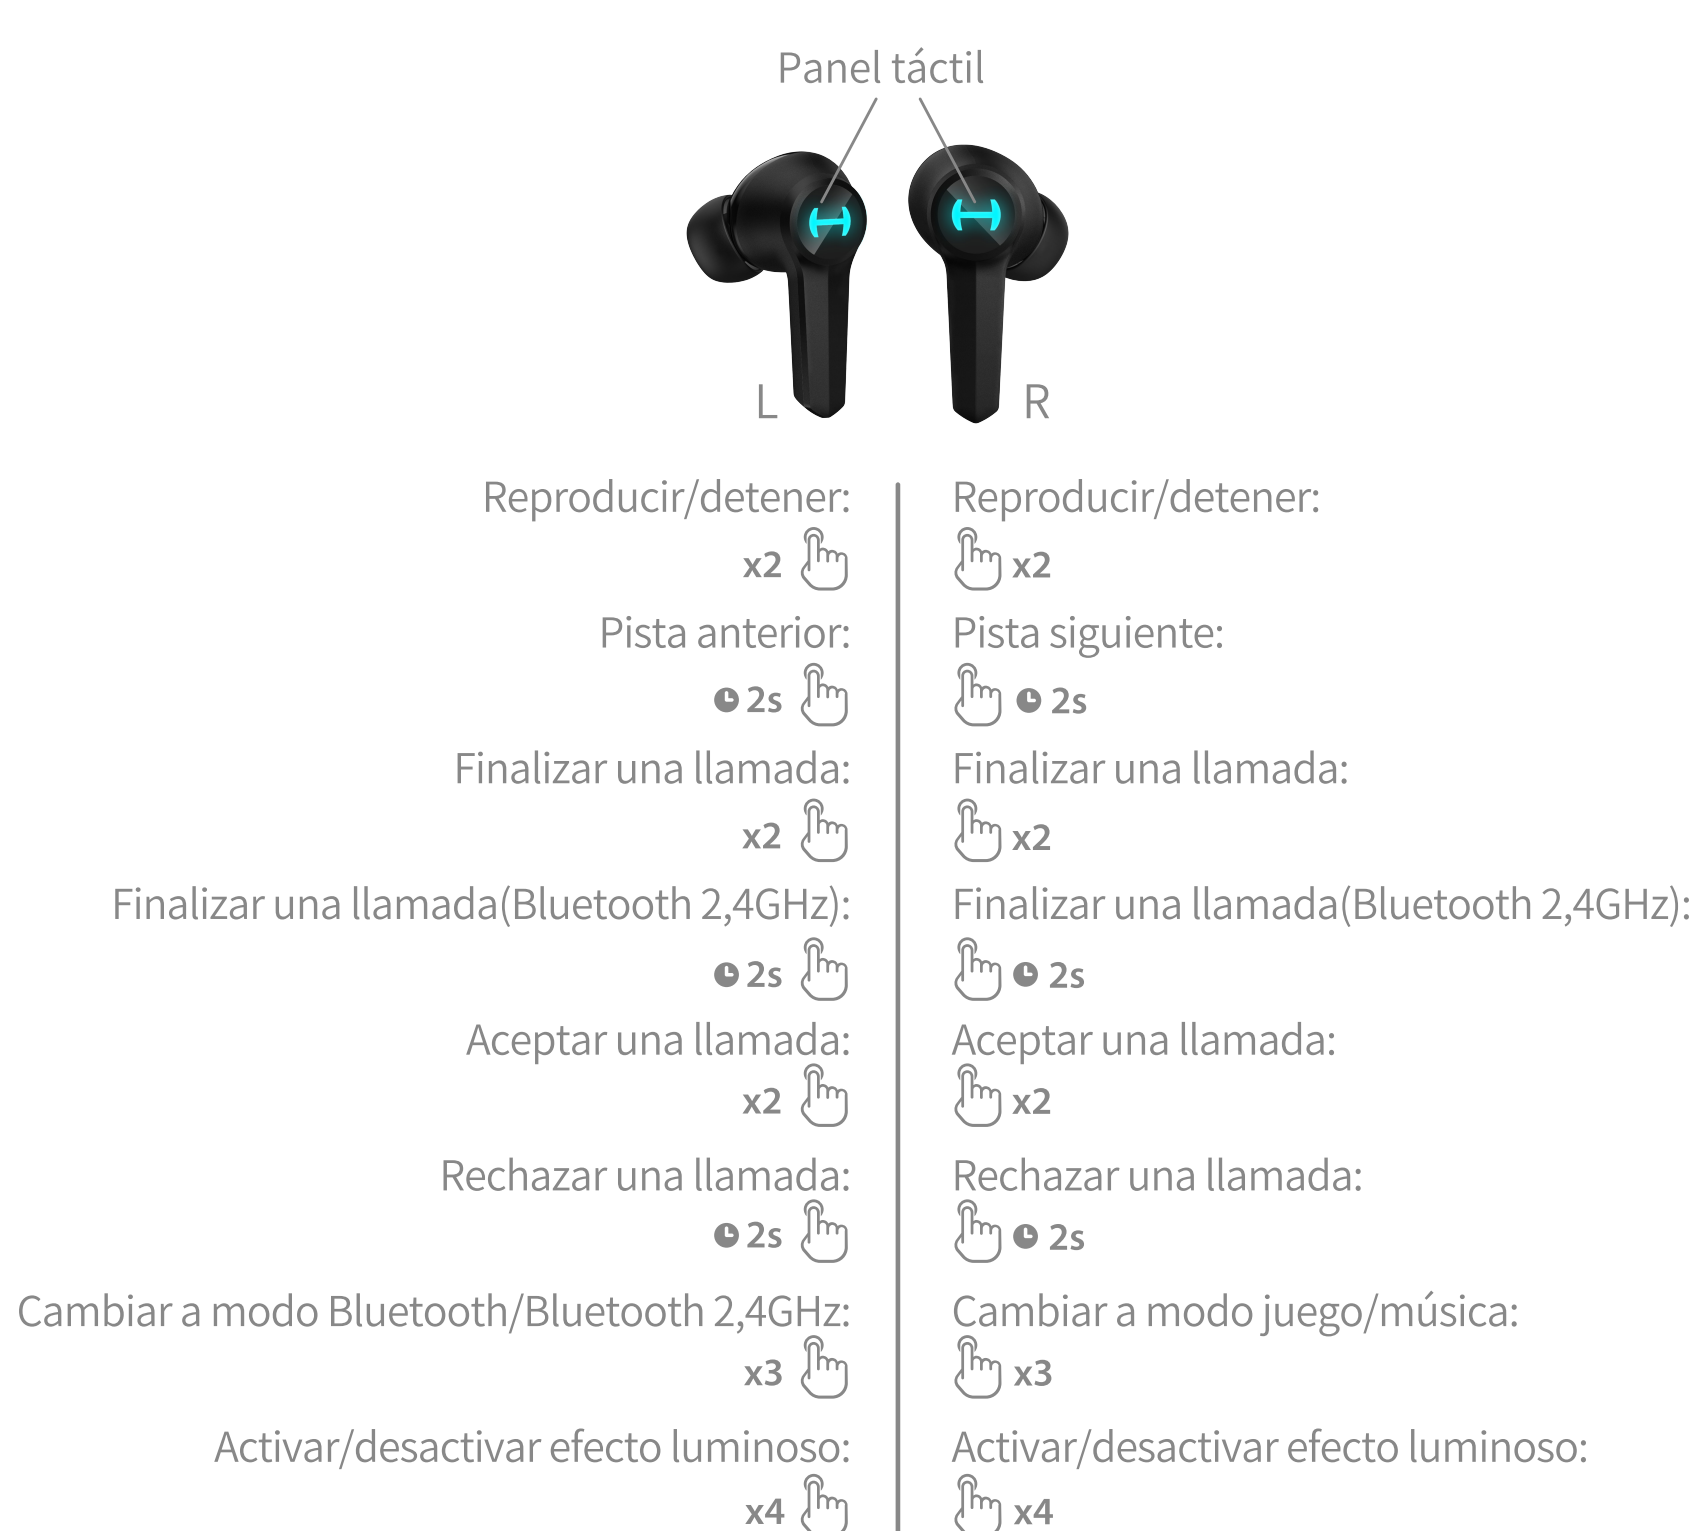 Panel táctil
L
R
Reproducir/detener:
x2
Pista anterior:
2s
Finalizar una llamada:
x2
Finalizar una llamada(Bluetooth 2,4GHz):
2s
Aceptar una llamada:
x2
Rechazar una llamada:
2s
Cambiar a modo Bluetooth/Bluetooth 2,4GHz:
x3
Activar/desactivar efecto luminoso:
x4
Reproducir/detener:
x2
Pista siguiente:
2s
Finalizar una llamada:
x2
Finalizar una llamada(Bluetooth 2,4GHz):
2s
Aceptar una llamada:
x2
Rechazar una llamada:
2s
Cambiar a modo juego/música:
x3
Activar/desactivar efecto luminoso:
x4